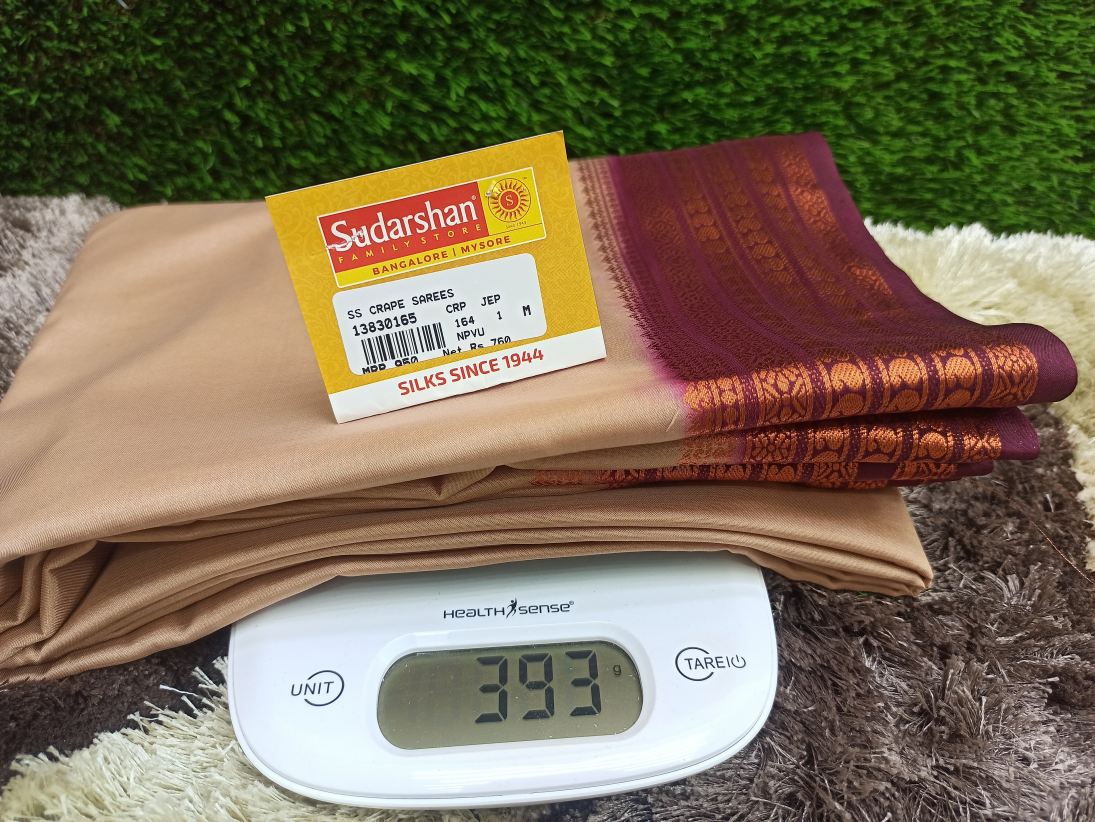 Sudarshan®
FAMILY STORE
S
BANGALORE | MYSORE
SS CRAPE SAREES
13830165 CRP JEP
164 1 M
NPVU
MRP 950 Net Rs 760
SILKS SINCE 1944
HEALTH SENSE®
UNIT
393 g
TARE